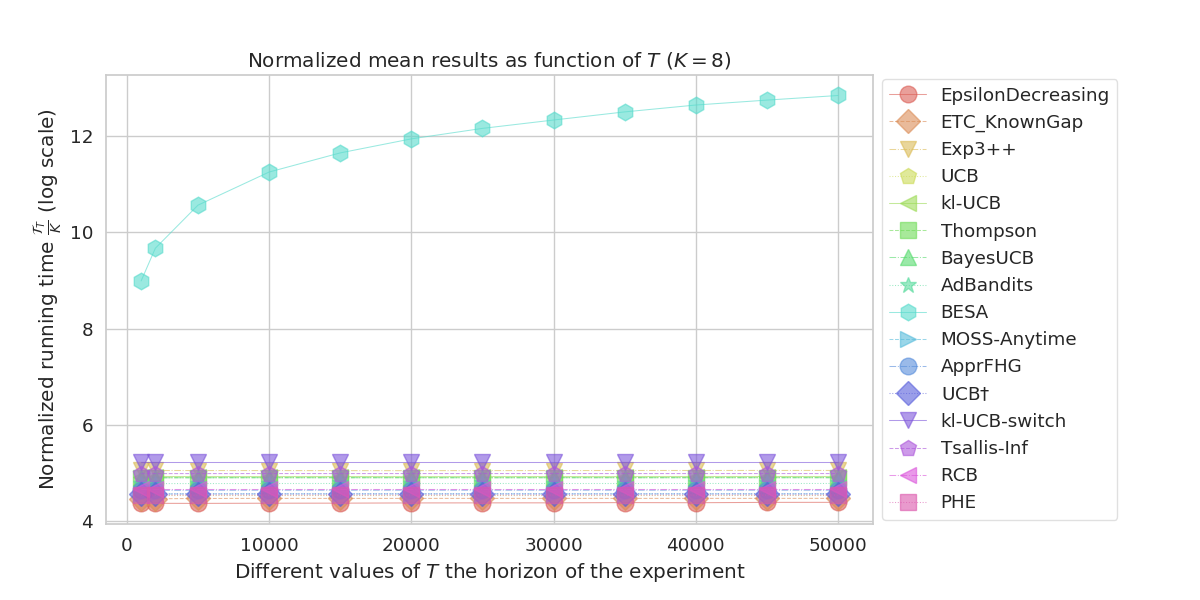 Normalized mean results as function of T (K = 8)
Normalized running time 𝓕_T/K (log scale)
12
10
8
6
4
0
10000
20000
30000
40000
50000
Different values of T the horizon of the experiment
EpsilonDecreasing
ETC_KnownGap
Exp3++
UCB
kl-UCB
Thompson
BayesUCB
AdBandits
BESA
MOSS-Anytime
ApprFHG
UCB†
kl-UCB-switch
Tsallis-Inf
RCB
PHE